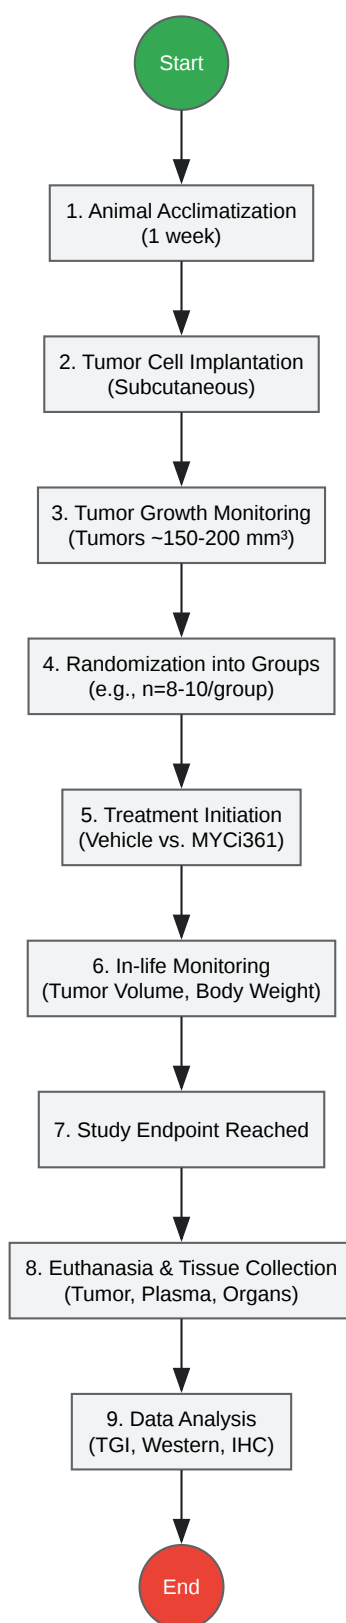 Start
1. Animal Acclimatization
(1 week)
2. Tumor Cell Implantation
(Subcutaneous)
3. Tumor Growth Monitoring
(Tumors ~150-200 mm³)
4. Randomization into Groups
(e.g., n=8-10/group)
5. Treatment Initiation
(Vehicle vs. MYCi361)
6. In-life Monitoring
(Tumor Volume, Body Weight)
7. Study Endpoint Reached
8. Euthanasia & Tissue Collection
(Tumor, Plasma, Organs)
9. Data Analysis
(TGI, Western, IHC)
End